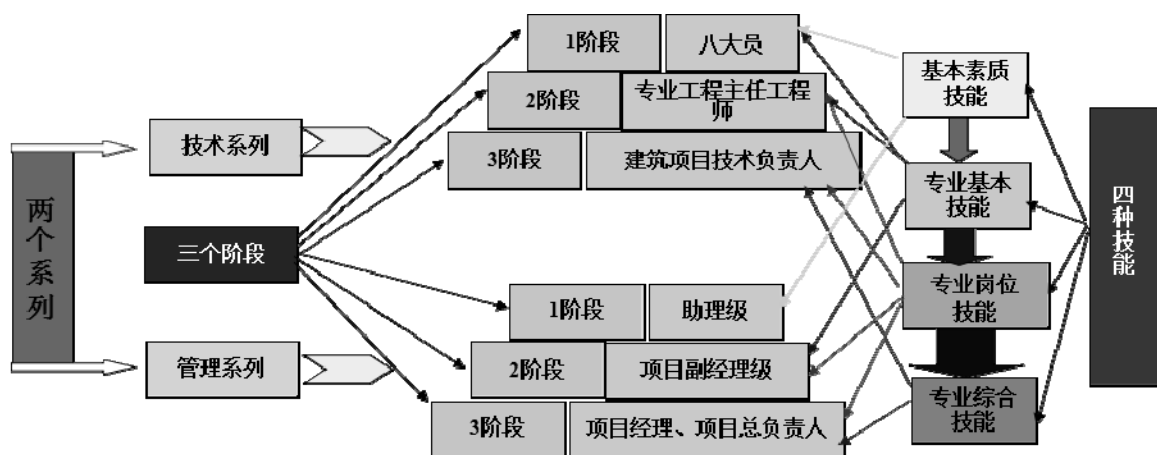 两个系列
技术系列
三个阶段
管理系列
1阶段
八大员
2阶段
专业工程主任工程
师
3阶段
建筑项目技术负责人
1阶段
助理级
2阶段
项目副经理级
3阶段
项目经理、项目总负责人
基本素质
技能
专业基本
技能
专业岗位
技能
专业综合
技能
四种技能